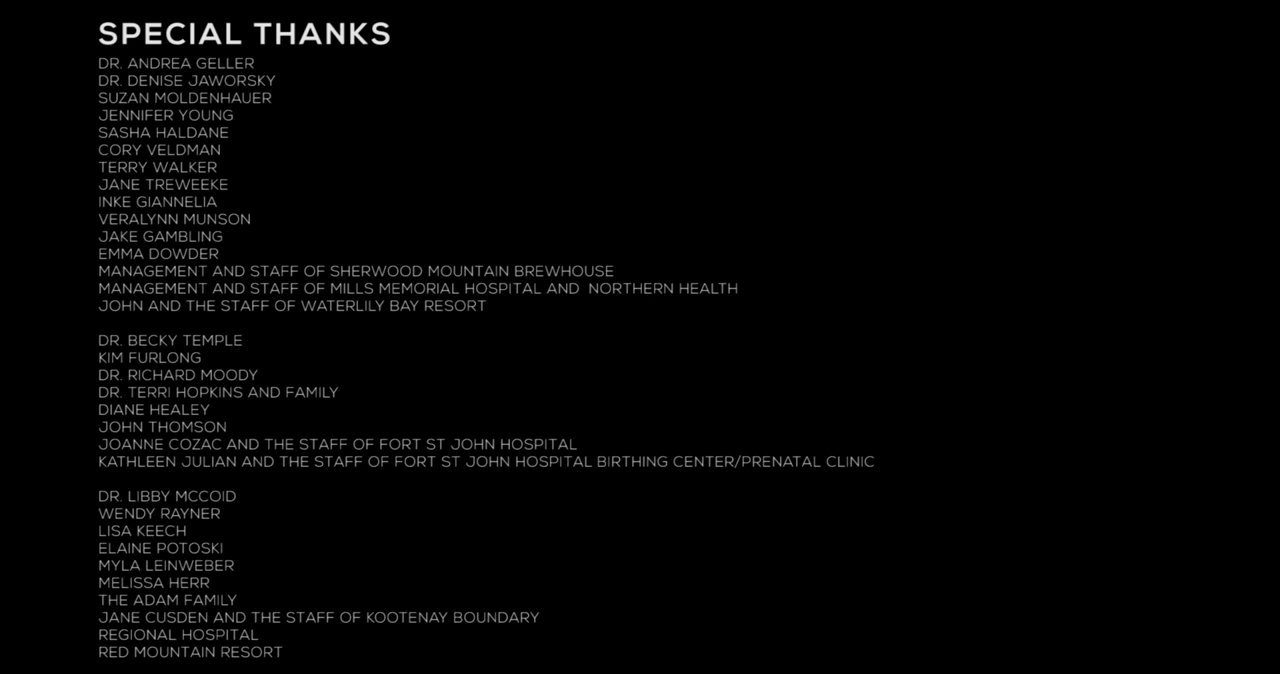 SPECIAL THANKS
DR. ANDREA GELLER
DR. DENISE JAWORSKY
SUZAN MOLDENHAUER
JENNIFER YOUNG
SASHA HALDANE
CORY VELDMAN
TERRY WALKER
JANE TREWEEKE
INKE GIANNELIA
VERALYNN MUNSON
JAKE GAMBLING
EMMA DOWDER
MANAGEMENT AND STAFF OF SHERWOOD MOUNTAIN BREWHOUSE
MANAGEMENT AND STAFF OF MILLS MEMORIAL HOSPITAL AND  NORTHERN HEALTH
JOHN AND THE STAFF OF WATERLILY BAY RESORT
DR. BECKY TEMPLE
KIM FURLONG
DR. RICHARD MOODY
DR. TERRI HOPKINS AND FAMILY
DIANE HEALEY
JOHN THOMSON
JOANNE COZAC AND THE STAFF OF FORT ST JOHN HOSPITAL
KATHLEEN JULIAN AND THE STAFF OF FORT ST JOHN HOSPITAL BIRTHING CENTER/PRENATAL CLINIC
DR. LIBBY MCCOID
WENDY RAYNER
LISA KEECH
ELAINE POTOSKI
MYLA LEINWEBER
MELISSA HERR
THE ADAM FAMILY
JANE CUSDEN AND THE STAFF OF KOOTENAY BOUNDARY
REGIONAL HOSPITAL
RED MOUNTAIN RESORT